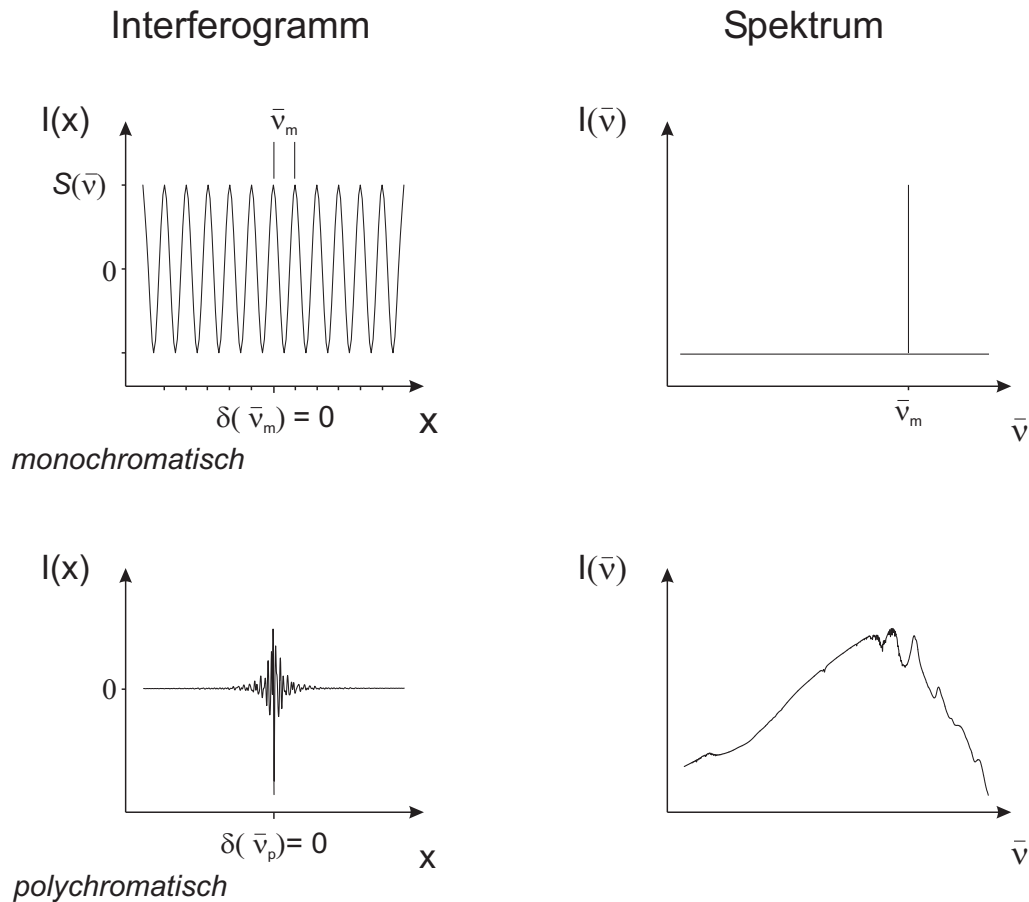 Interferogramm
Spektrum
I(x)
ν̄m
S(ν̄)
0
δ( ν̄m) = 0
x
monochromatisch
I(ν̄)
ν̄m
ν̄
I(x)
0
δ( ν̄p)= 0
x
polychromatisch
I(ν̄)
ν̄